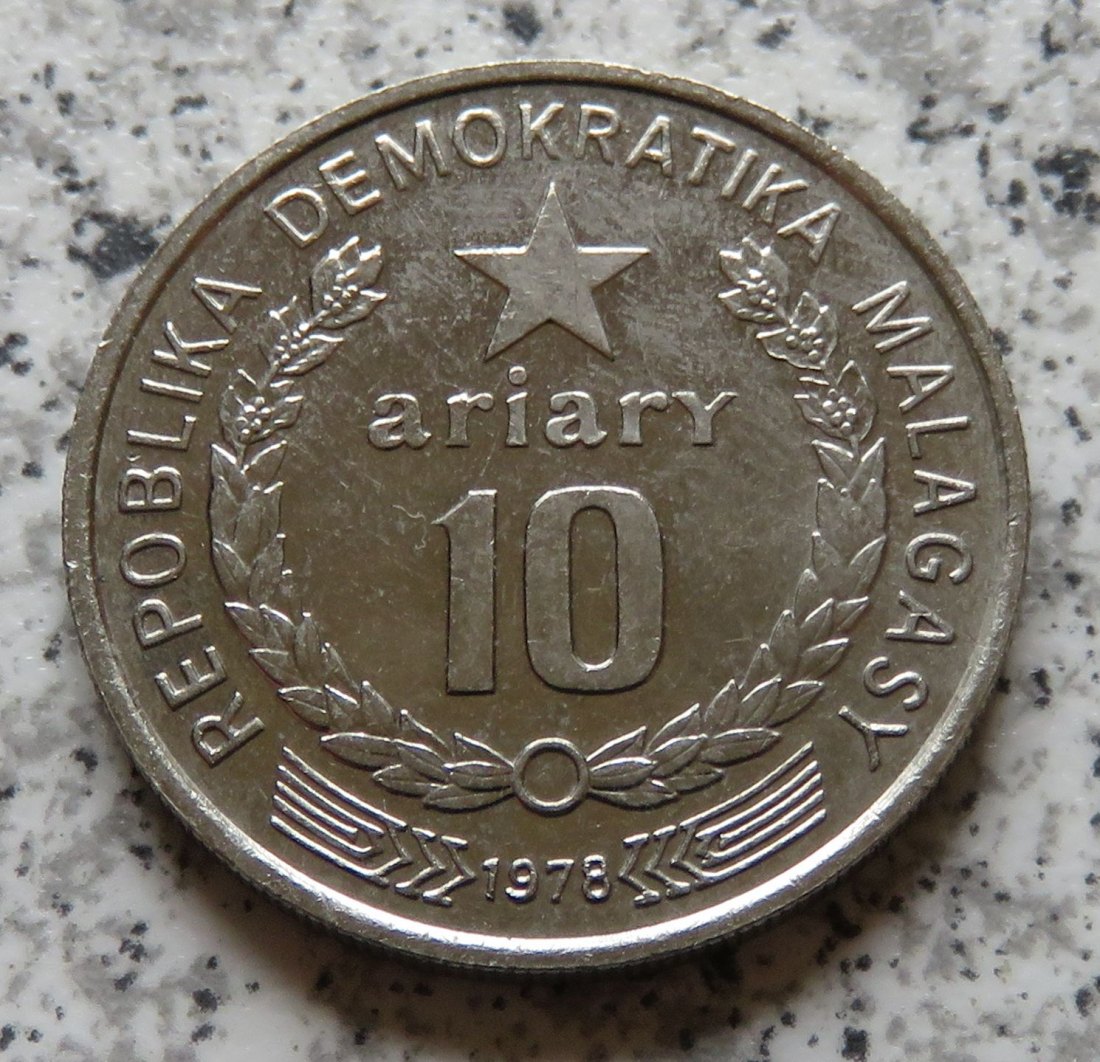 REPOBLIKA DEMOKRATIKA MALAGASY
ariary
10
1978